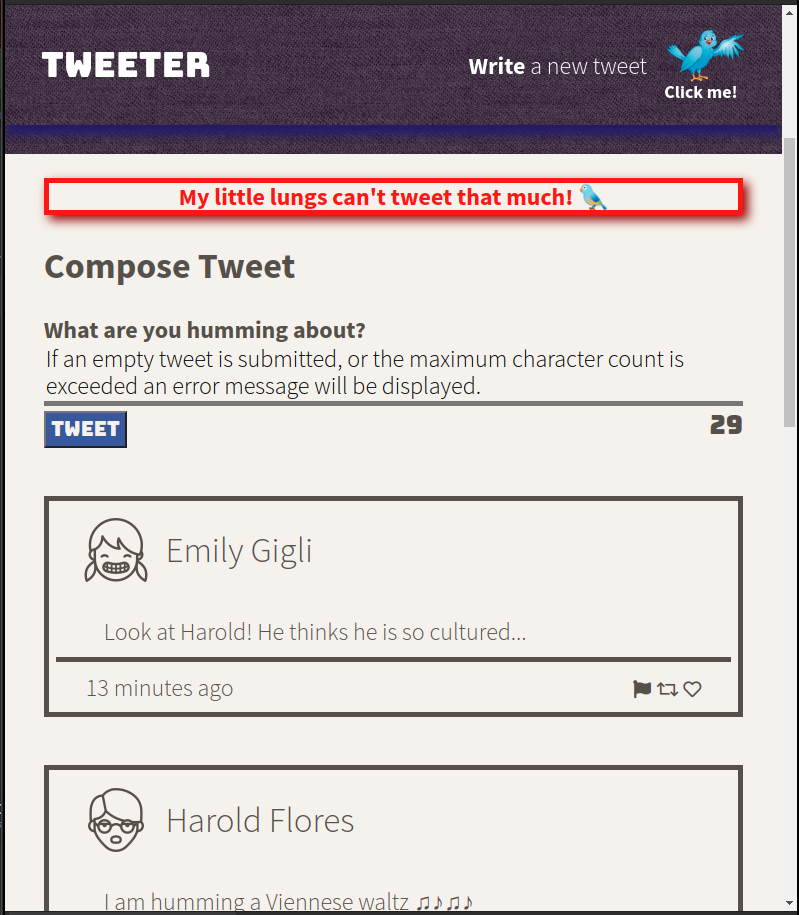 TWEETER
Write a new tweet
Click me!
My little lungs can't tweet that much! 🐦
Compose Tweet
What are you humming about?
If an empty tweet is submitted, or the maximum character count is
exceeded an error message will be displayed.
TWEET
29
Emily Gigli
Look at Harold! He thinks he is so cultured...
13 minutes ago
Harold Flores
I am humming a Viennese waltz ♫♪♫♪